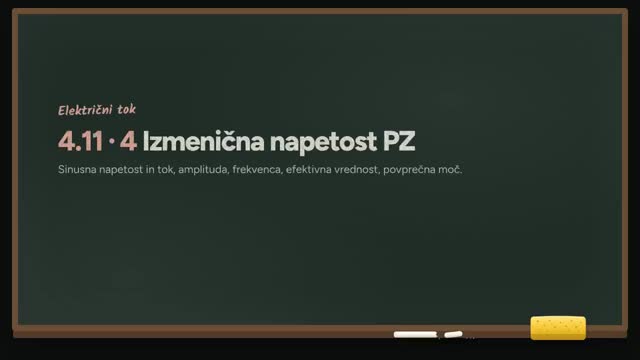 Električni tok
4.11 · 4 Izmenična napetost PZ
Sinusna napetost in tok, amplituda, frekvenca, efektivna vrednost, povprečna moč.